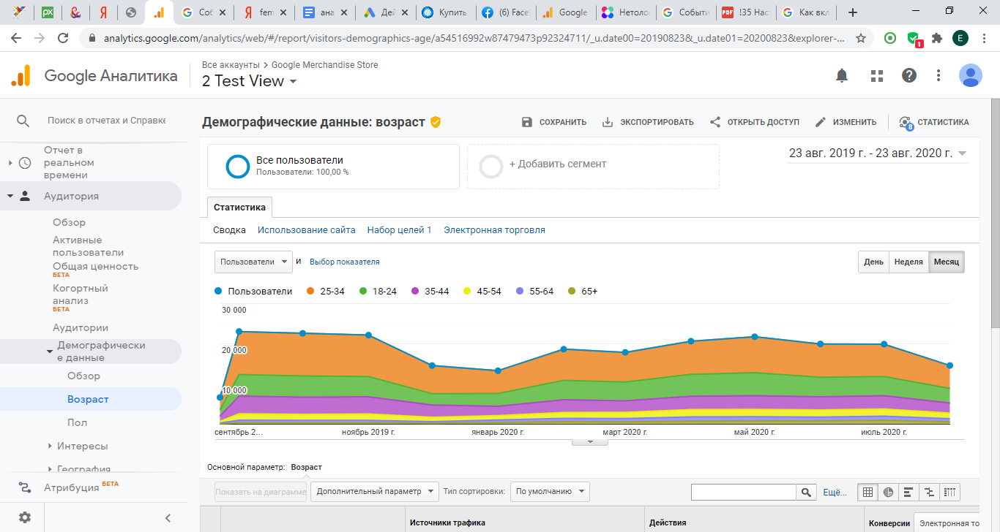 Соб
fem
ана
Дей
Купить
(6) Face
Google
Нетоло
Событи
!35 Нас
Как вкл
analytics.google.com/analytics/web/#/report/visitors-demographics-age/a54516992w87479473p92324711/_u.date00=20190823&_u.date01=20200823&explorer-...
1
E
Google Аналитика
Все аккаунты > Google Merchandise Store
2 Test View
Поиск в отчетах и Справке
Демографические данные: возраст
СОХРАНИТЬ
ЭКСПОРТИРОВАТЬ
ОТКРЫТЬ ДОСТУП
ИЗМЕНИТЬ
8
СТАТИСТИКА
Отчет в
реальном
времени
Аудитория
Обзор
Активные
пользователи
Общая ценность
БЕТА
Когортный
анализ
БЕТА
Аудитории
Демографически
е данные
Обзор
Возраст
Пол
Интересы
География
Атрибуция БЕТА
Все пользователи
Пользователи: 100,00 %
+ Добавить сегмент
23 авг. 2019 г. - 23 авг. 2020 г.
Статистика
Сводка
Использование сайта
Набор целей 1
Электронная торговля
Пользователи
и
Выбор показателя
День
Неделя
Месяц
Пользователи
25-34
18-24
35-44
45-54
55-64
65+
30 000
20 000
10 000
сентябрь 2…
ноябрь 2019 г.
январь 2020 г.
март 2020 г.
май 2020 г.
июль 2020 г.
Основной параметр: Возраст
Показать на диаграмме
Дополнительный параметр
Тип сортировки:
По умолчанию
Ещё...
Источники трафика
Действия
Конверсии
Электронная то